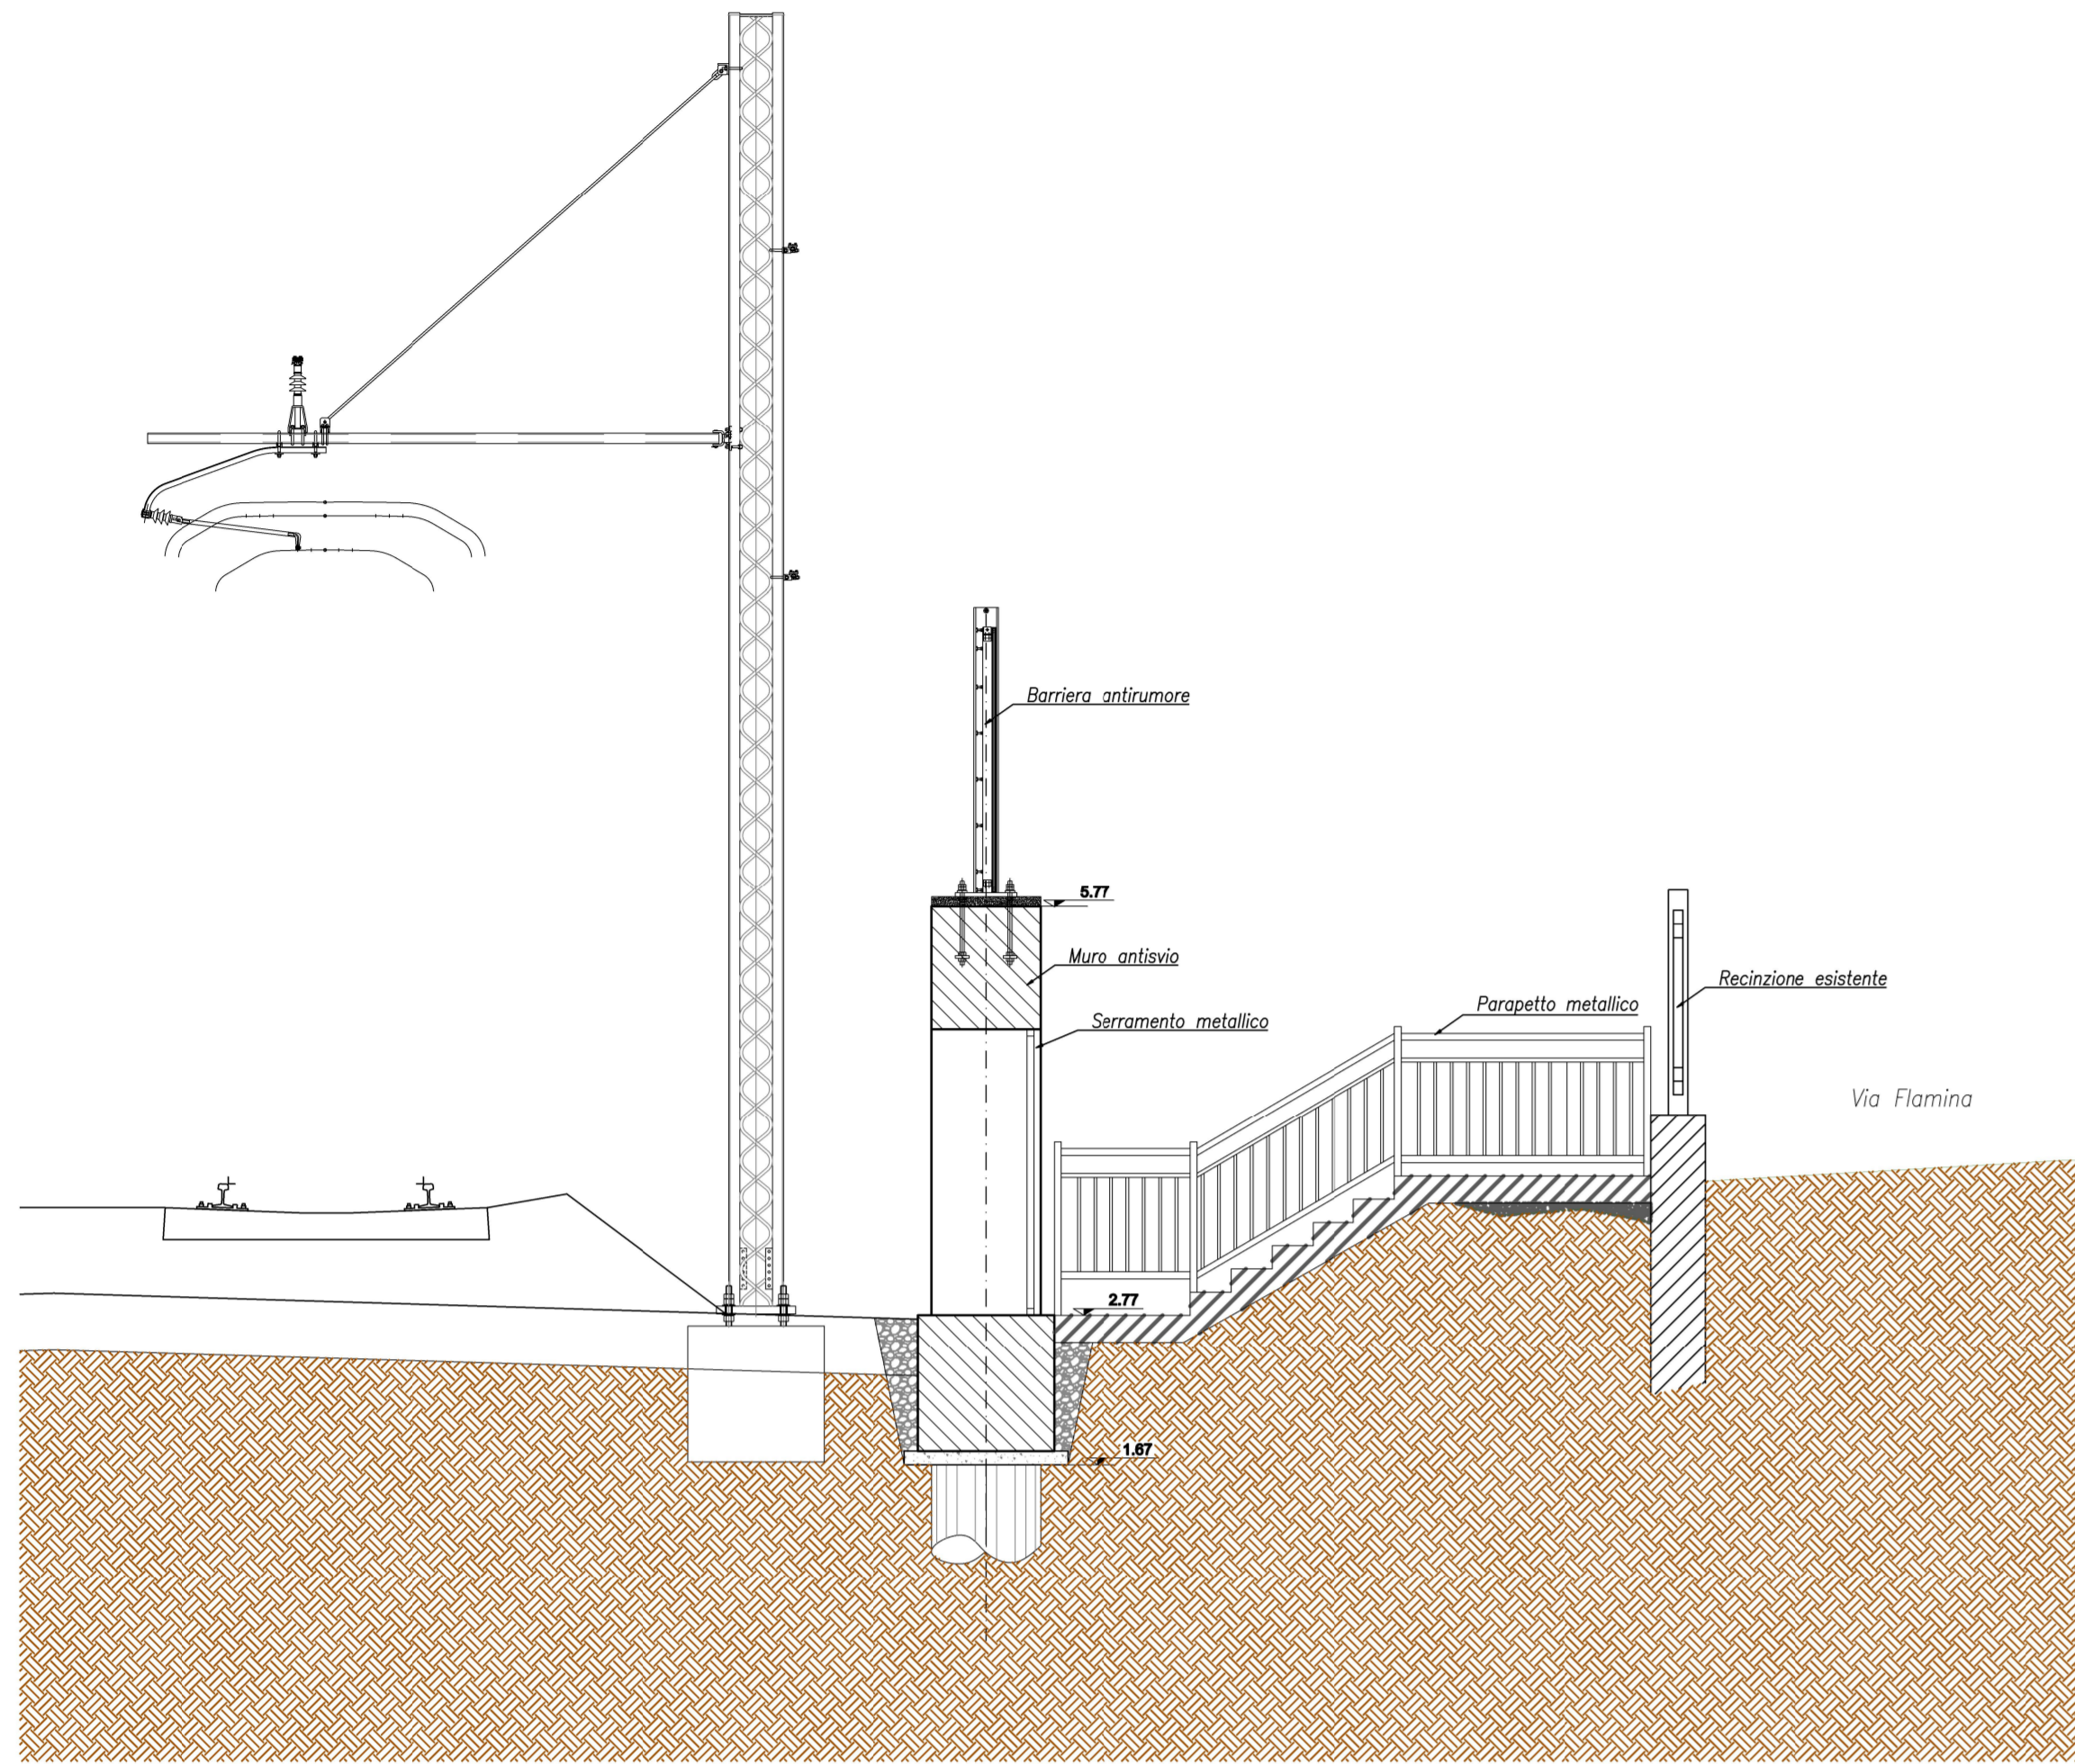 Barriera antirumore
5.77
Muro antisvio
Recinzione esistente
Parapetto metallico
Serramento metallico
Via Flamina
2.77
1.67